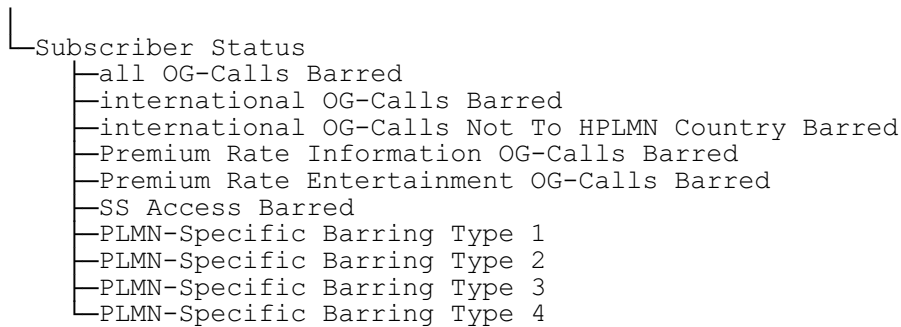 Subscriber Status
all OG-Calls Barred
international OG-Calls Barred
international OG-Calls Not To HPLMN Country Barred
Premium Rate Information OG-Calls Barred
Premium Rate Entertainment OG-Calls Barred
SS Access Barred
PLMN-Specific Barring Type 1
PLMN-Specific Barring Type 2
PLMN-Specific Barring Type 3
PLMN-Specific Barring Type 4